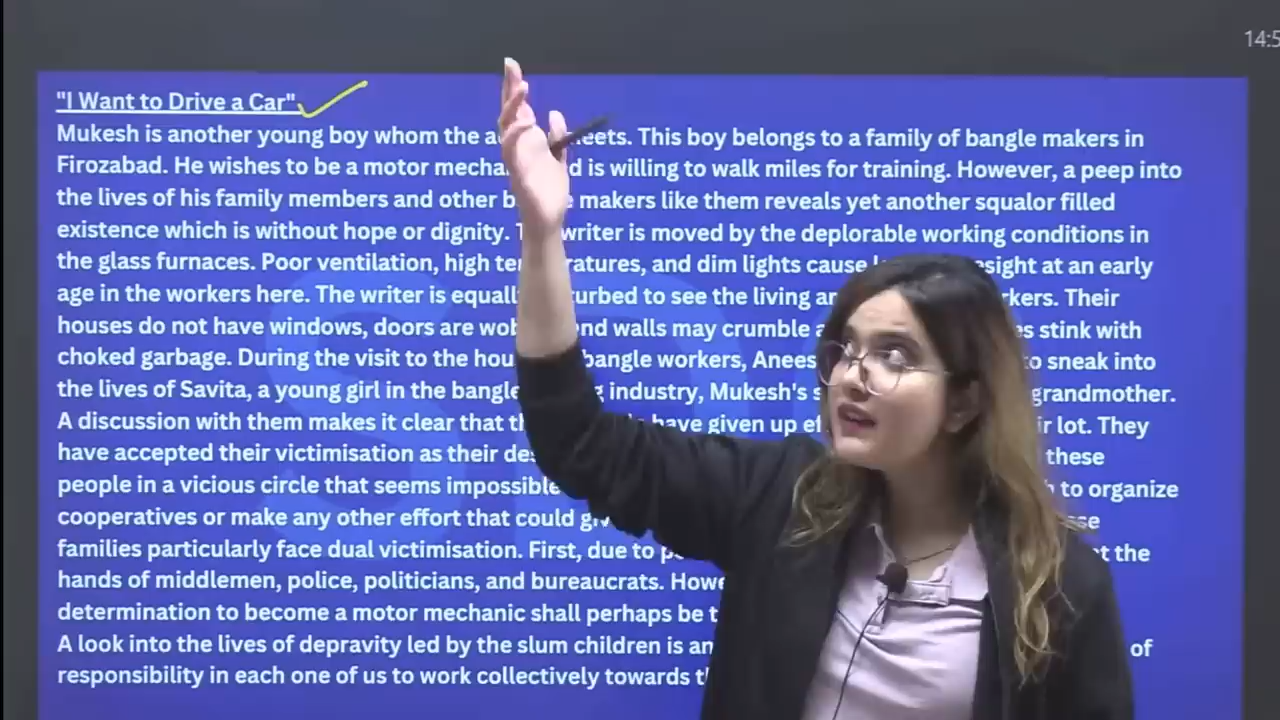 14:5
"I Want to Drive a Car"
Mukesh is another young boy whom the This boy belongs to a family of bangle makers in
Firozabad. He wishes to be a motor is willing to walk miles for training. However, a peep into
the lives of his family members and other makers like them reveals yet another squalor filled
existence which is without hope or dignity. writer is moved by the deplorable working conditions in
the glass furnaces. Poor ventilation, high and dim lights cause at an early
age in the workers here. The writer is to see the living Their
houses do not have windows, doors are walls may crumble stink with
choked garbage. During the visit to the bangle workers, to sneak into
the lives of Savita, a young girl in the industry, Mukesh's grandmother.
A discussion with them makes it clear that have given up lot. They
have accepted their victimisation as their these
people in a vicious circle that seems impossible to organize
cooperatives or make any other effort that could
families particularly face dual victimisation. First, due to the
hands of middlemen, police, politicians, and bureaucrats.
determination to become a motor mechanic shall perhaps be
A look into the lives of depravity led by the slum children is of
responsibility in each one of us to work collectively towards